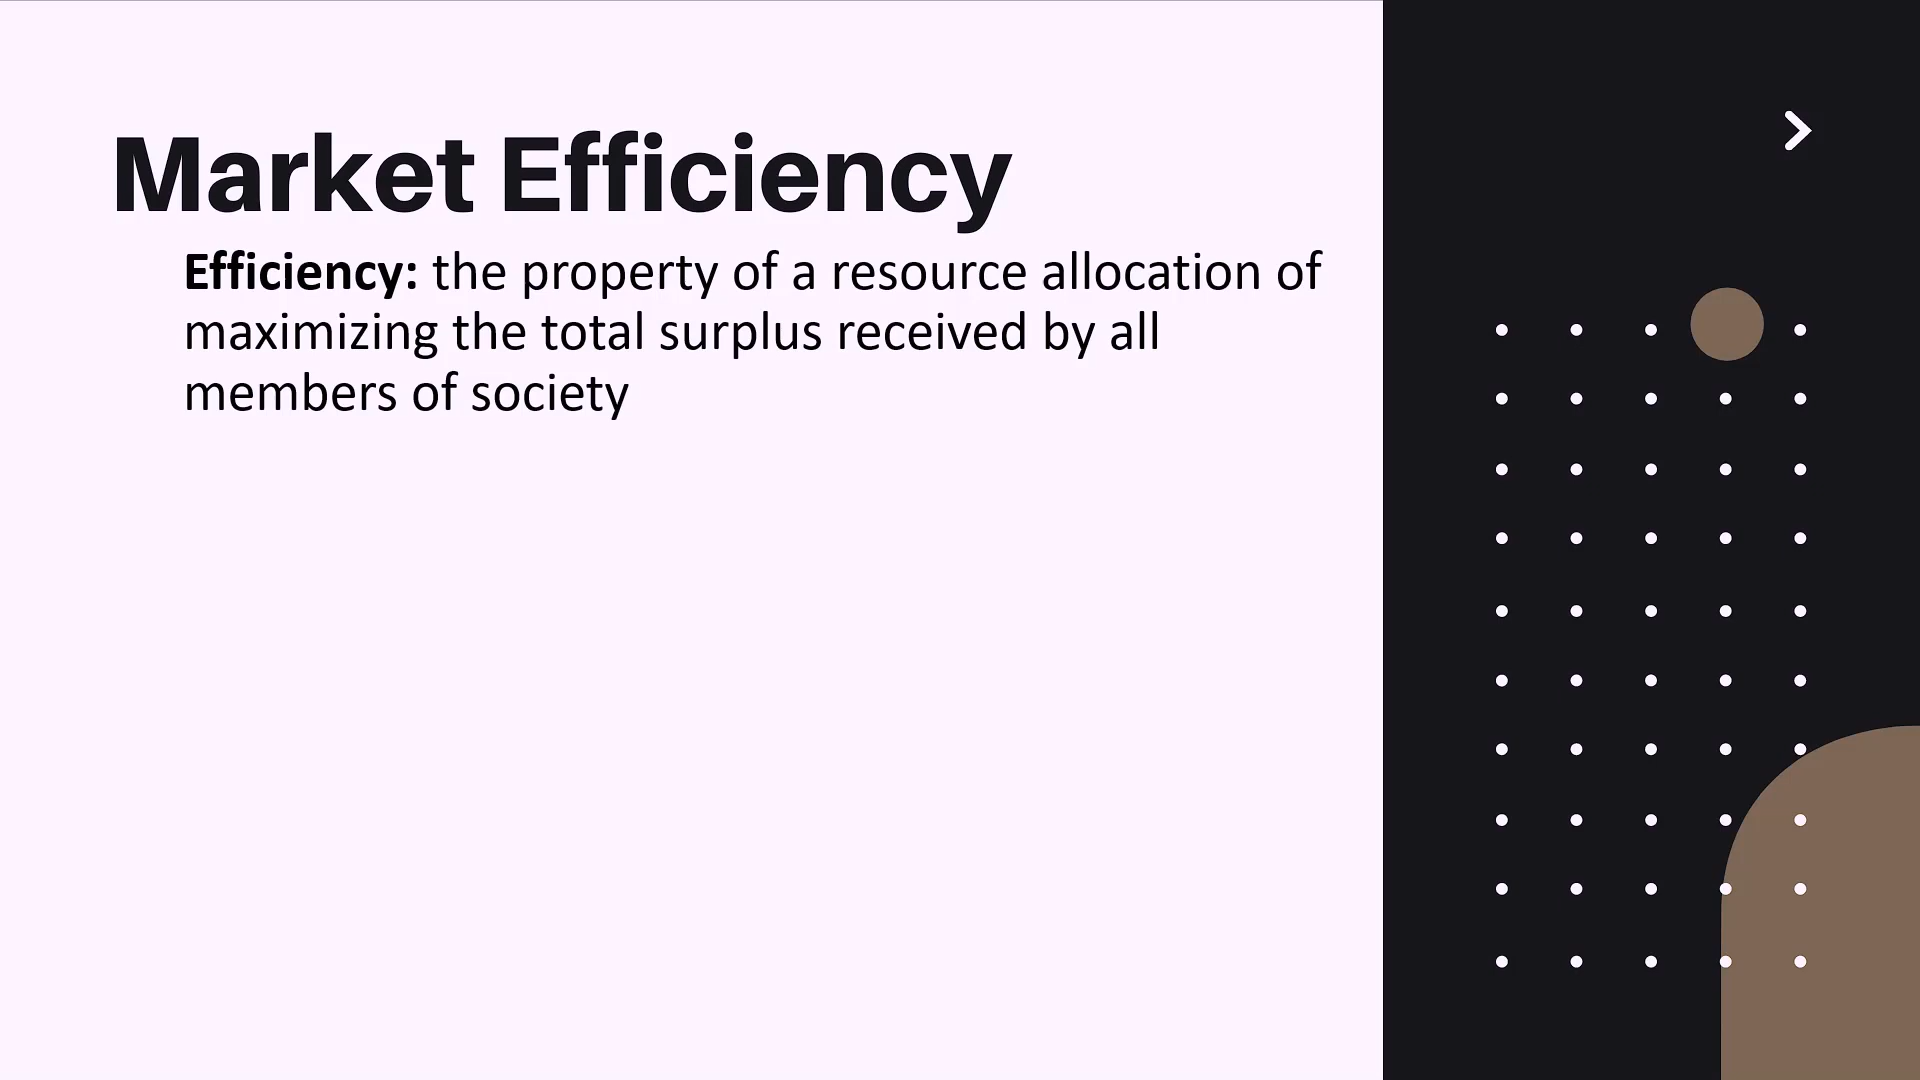 Market Efficiency
Efficiency: the property of a resource allocation of
maximizing the total surplus received by all
members of society